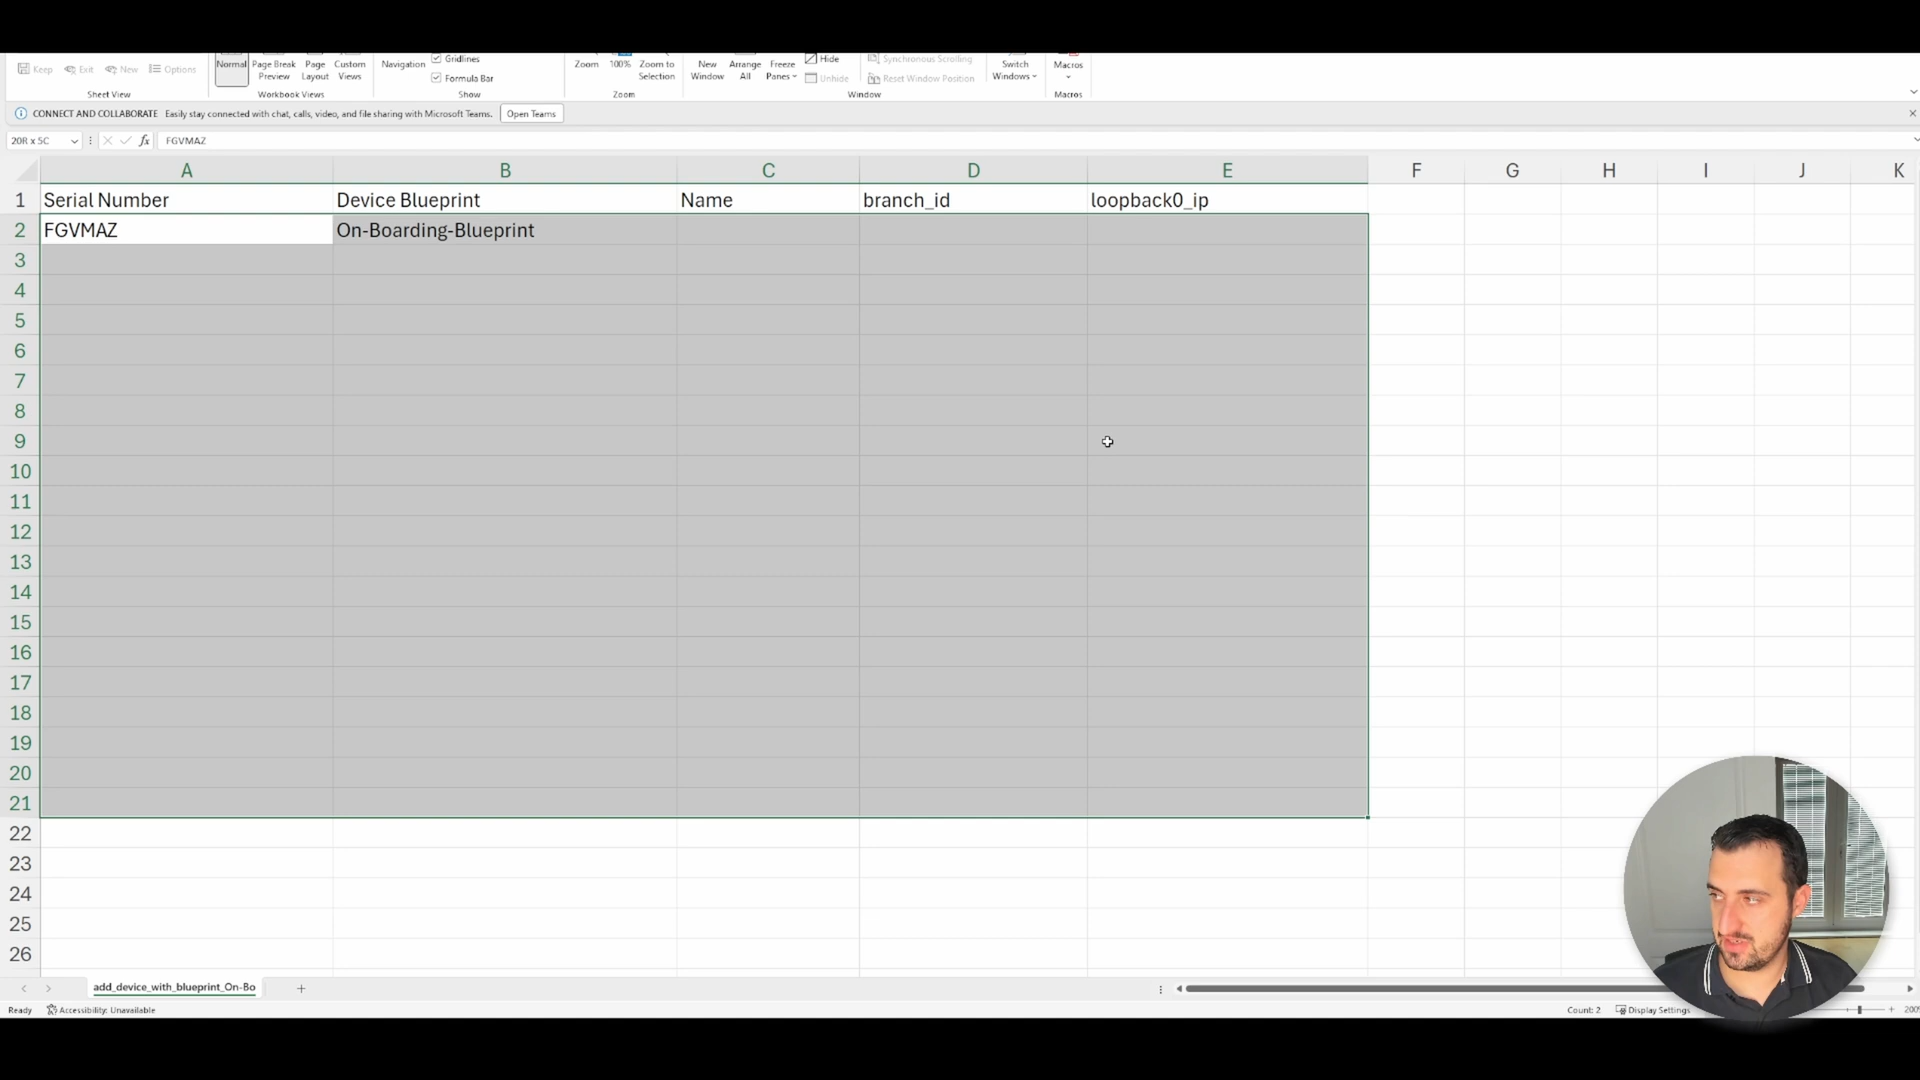 Keep Exit New Options
Sheet View
Normal Page Break Preview Page Layout Custom Views
Workbook Views
Navigation Gridlines
Formula Bar
Show
Zoom 100% Zoom to Selection
Zoom
New Window Arrange All Freeze Panes Hide
Unhide
Synchronous Scrolling
Reset Window Position
Switch Windows
Window
Macros
Macros
CONNECT AND COLLABORATE Easily stay connected with chat, calls, video, and file sharing with Microsoft Teams. Open Teams
20R x 5C fx FGVMAZ
A B C D E F G H I J K
1 Serial Number Device Blueprint Name branch_id loopback0_ip
2 FGVMAZ On-Boarding-Blueprint
3
4
5
6
7
8
9
10
11
12
13
14
15
16
17
18
19
20
21
22
23
24
25
26
add_device_with_blueprint_On-Bo
Ready Accessibility: Unavailable Count: 2 Display Settings